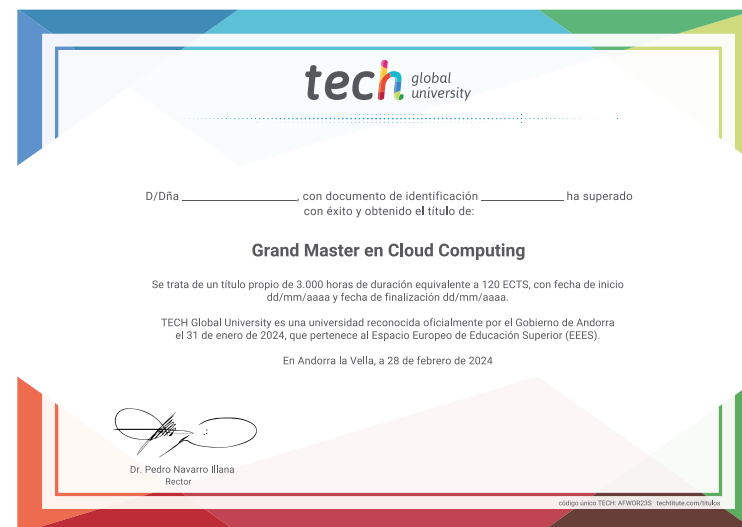 tech global
university
D/Dña ______________, con documento de identificación __________ ha superado
con éxito y obtenido el título de:
Grand Master en Cloud Computing
Se trata de un título propio de 3.000 horas de duración equivalente a 120 ECTS, con fecha de inicio
dd/mm/aaaa y fecha de finalización dd/mm/aaaa.
TECH Global University es una universidad reconocida oficialmente por el Gobierno de Andorra
el 31 de enero de 2024, que pertenece al Espacio Europeo de Educación Superior (EEES).
En Andorra la Vella, a 28 de febrero de 2024
Dr. Pedro Navarro Illana
Rector
código único TECH: AFWOR23S techtitute.com/titulos